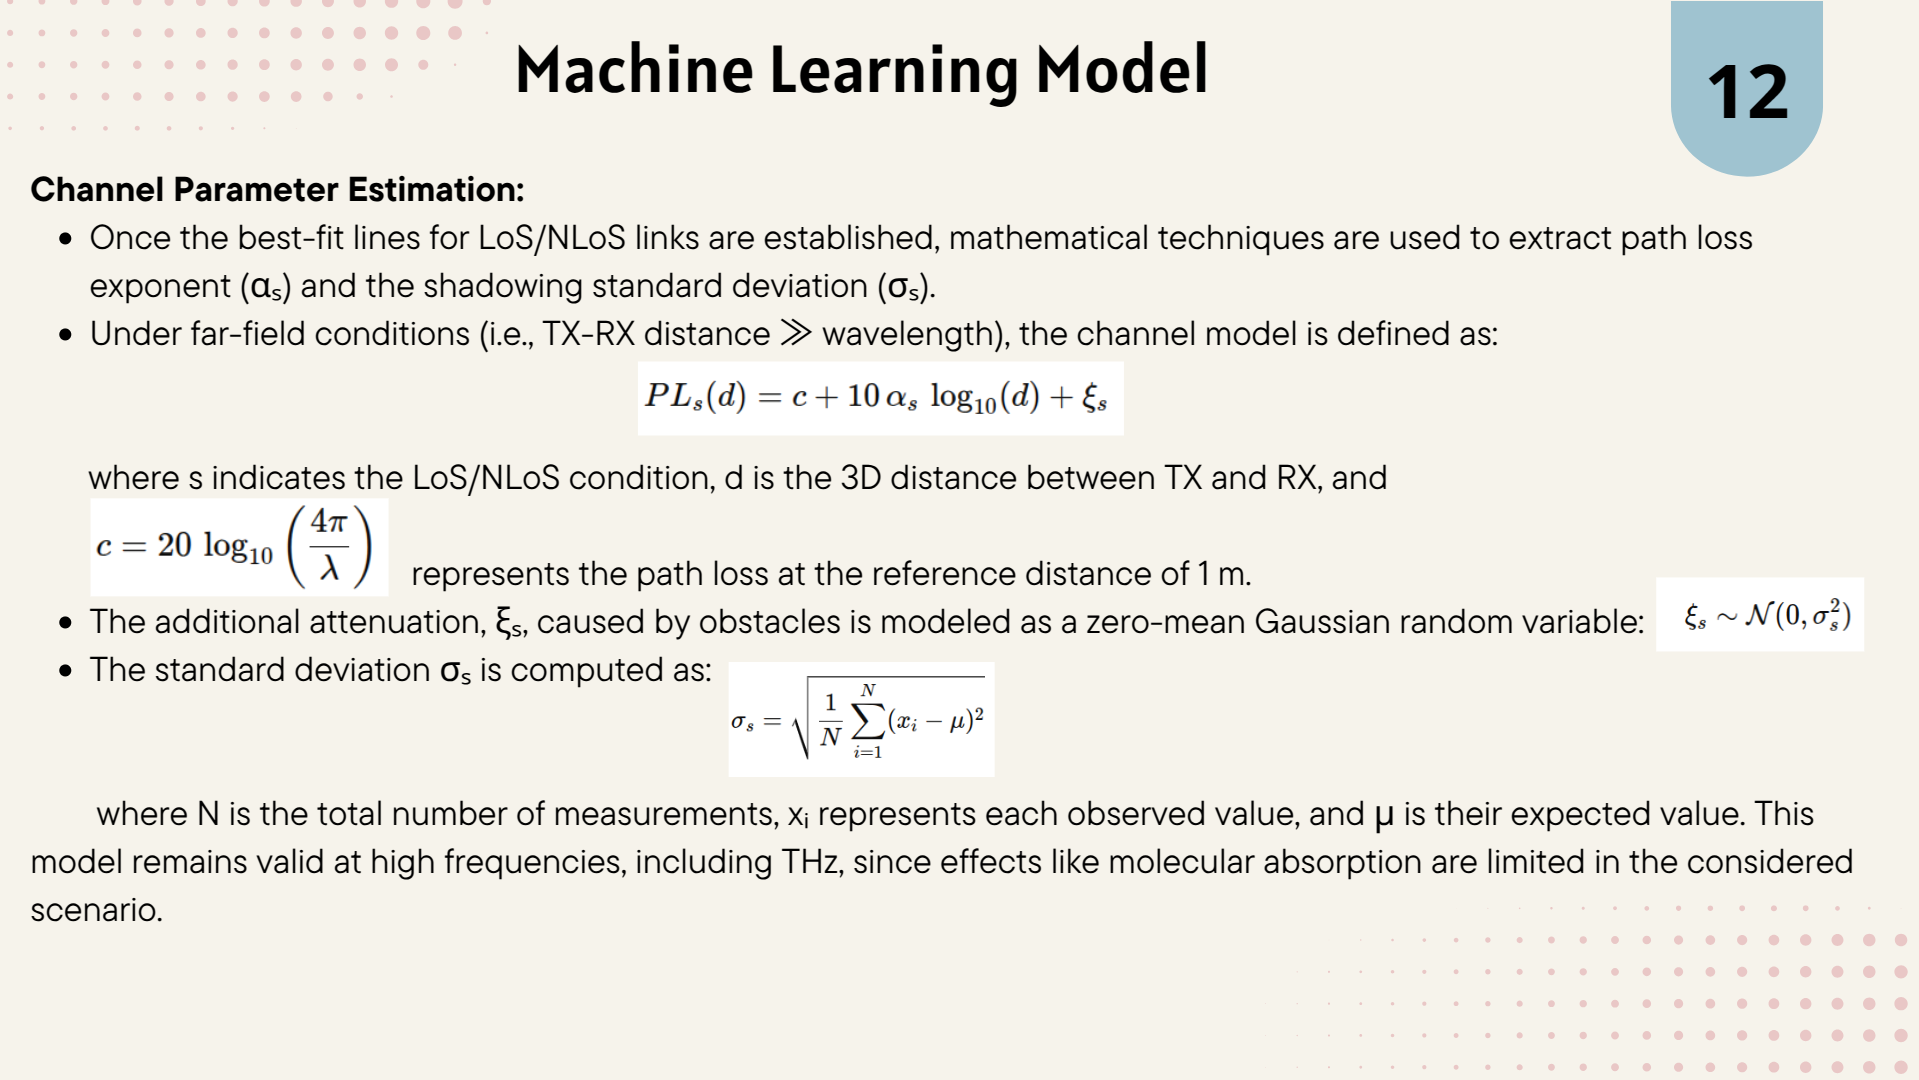 Machine Learning Model
12
Channel Parameter Estimation:
• Once the best-fit lines for LoS/NLoS links are established, mathematical techniques are used to extract path loss
exponent (αₛ) and the shadowing standard deviation (σₛ).
• Under far-field conditions (i.e., TX-RX distance ≫ wavelength), the channel model is defined as:
PLₛ(d) = c + 10 αₛ log₁₀(d) + ξₛ
where s indicates the LoS/NLoS condition, d is the 3D distance between TX and RX, and
c = 20 log₁₀ (4π/λ) represents the path loss at the reference distance of 1 m.
• The additional attenuation, ξₛ, caused by obstacles is modeled as a zero-mean Gaussian random variable: ξₛ ~ 𝒩(0, σₛ²)
• The standard deviation σₛ is computed as:
σₛ = √(1/N ∑_{i=1}^{N} (xᵢ − μ)²)
where N is the total number of measurements, xᵢ represents each observed value, and μ is their expected value. This
model remains valid at high frequencies, including THz, since effects like molecular absorption are limited in the considered
scenario.